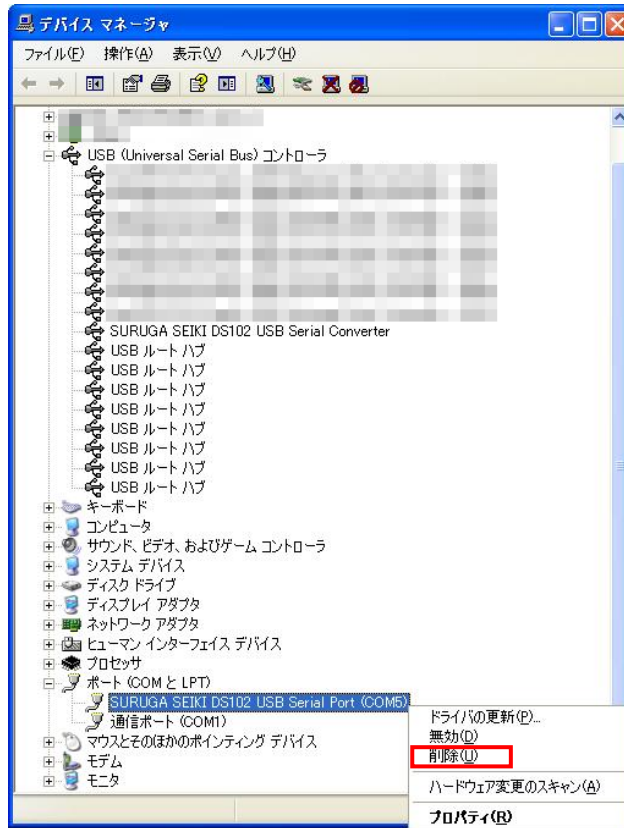 デバイス マネージャ
ファイル(F) 操作(A) 表示(V) ヘルプ(H)
USB (Universal Serial Bus) コントローラ
SURUGA SEIKI DS102 USB Serial Converter
USB ルート ハブ
USB ルート ハブ
USB ルート ハブ
USB ルート ハブ
USB ルート ハブ
USB ルート ハブ
USB ルート ハブ
USB ルート ハブ
キーボード
コンピュータ
サウンド、ビデオ、およびゲーム コントローラ
システム デバイス
ディスク ドライブ
ディスプレイ アダプタ
ネットワーク アダプタ
ヒューマン インターフェイス デバイス
プロセッサ
ポート (COM と LPT)
SURUGA SEIKI DS102 USB Serial Port (COM5)
通信ポート (COM1)
マウスとそのほかのポインティング デバイス
モデム
モニタ
ドライバの更新(P)...
無効(D)
削除(U)
ハードウェア変更のスキャン(A)
プロパティ(R)